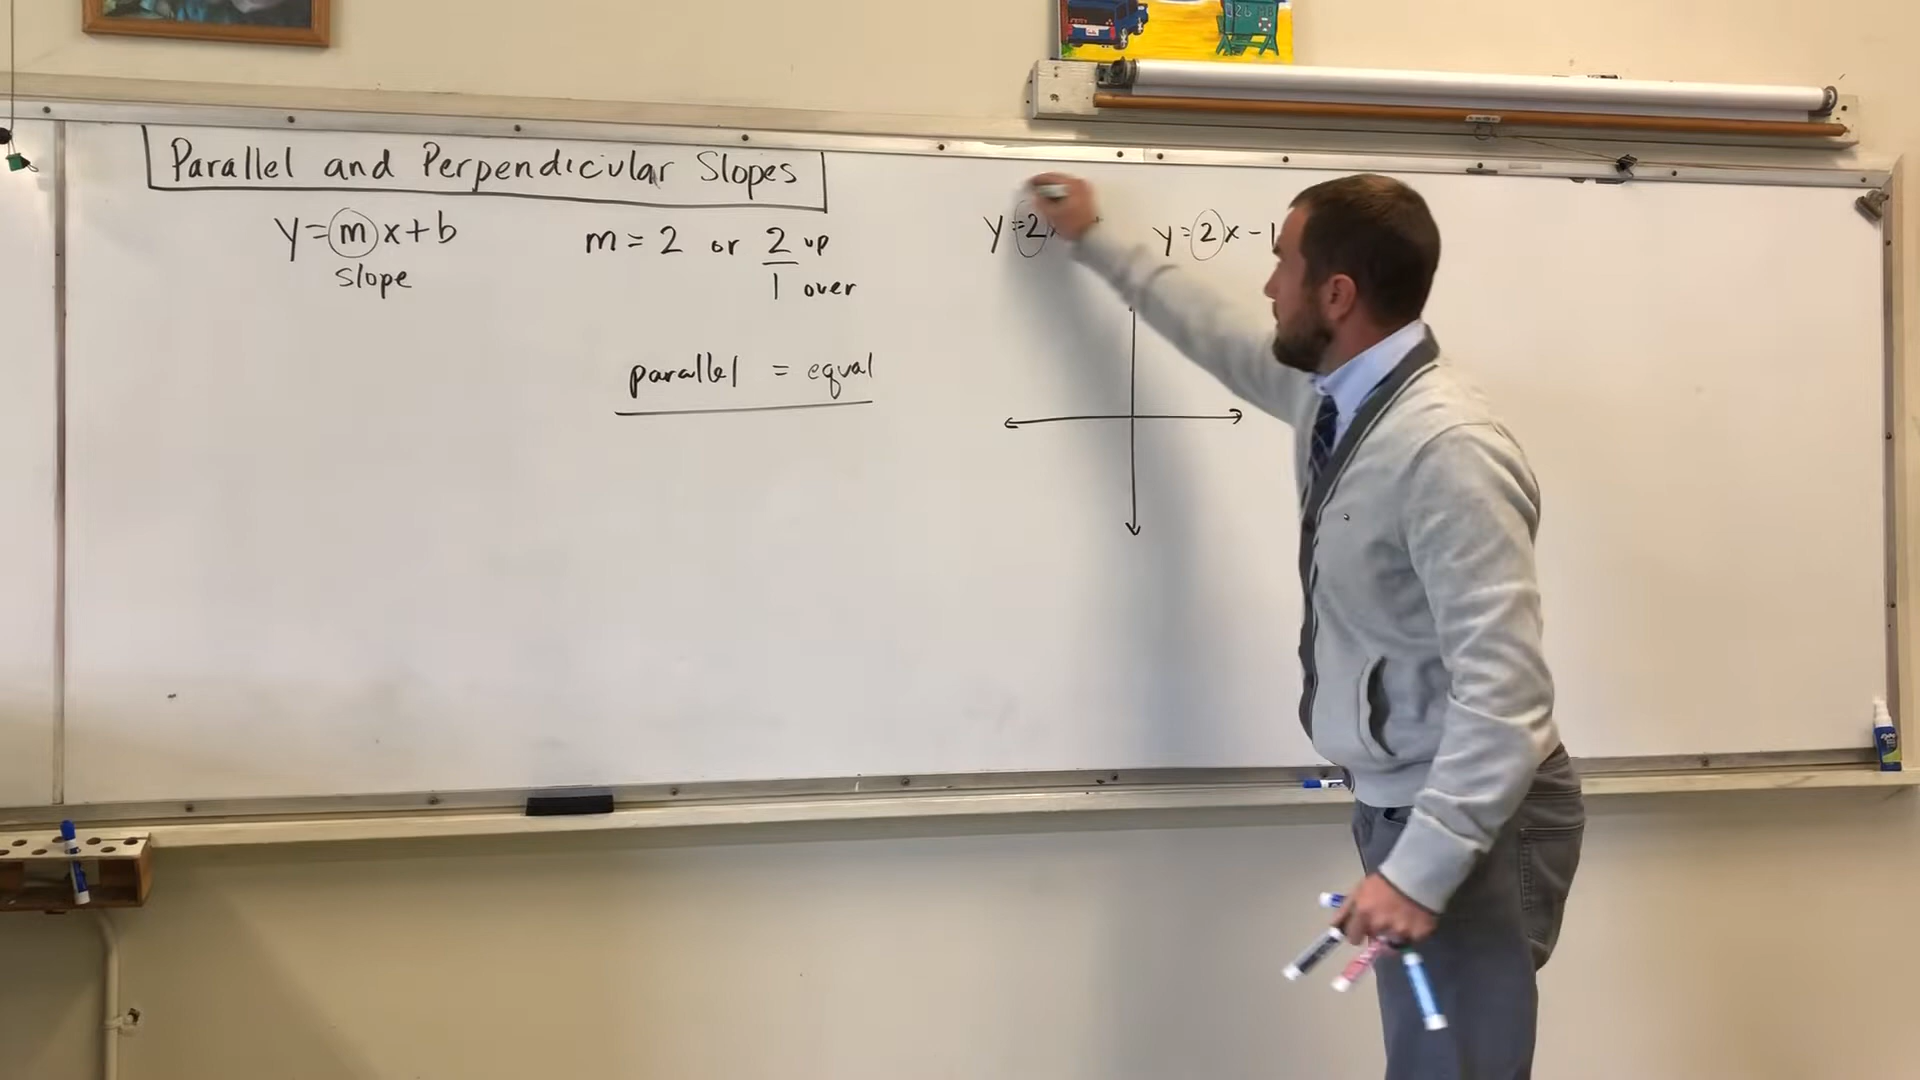 Parallel and Perpendicular Slopes
y=mx+b
slope
m = 2 or 2 up
1 over
y=2
y=2x-1
parallel = equal